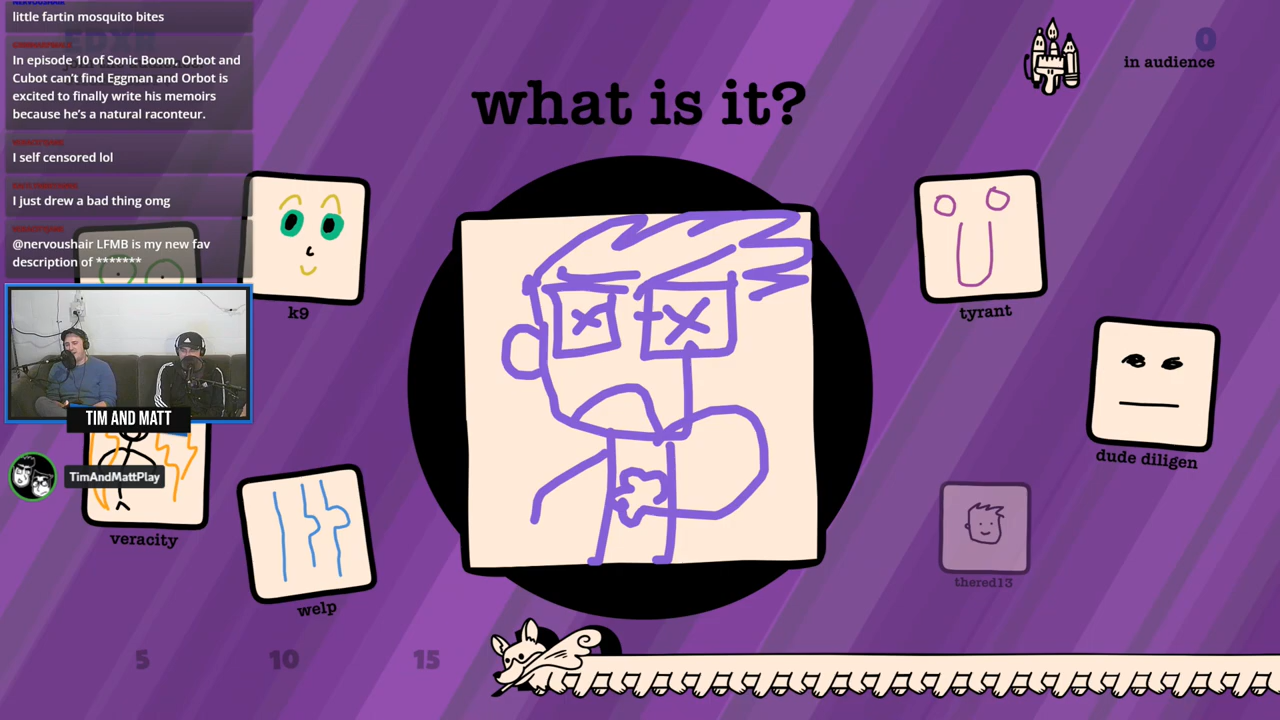 little fartin mosquito bites
In episode 10 of Sonic Boom, Orbot and
Cubot can't find Eggman and Orbot is
excited to finally write his memoirs
because he's a natural raconteur.
I self censored lol
I just drew a bad thing omg
@nervoushair LFMB is my new fav
description of *******
what is it?
0
in audience
k9
tyrant
dude diligen
thered13
TIM AND MATT
TimAndMattPlay
veracity
welp
5 10 15